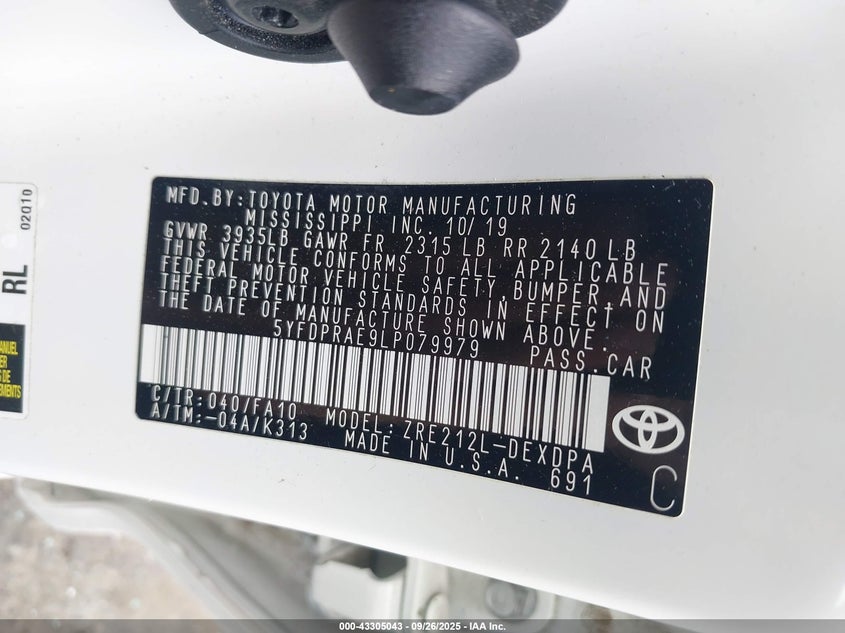 MFD.BY:TOYOTA MOTOR MANUFACTURING
MISSISSIPPI INC. 10/19
GVWR 3935LB GAWR FR 2315 LB RR 2140 LB
THIS VEHICLE CONFORMS TO ALL APPLICABLE
FEDERAL MOTOR VEHICLE SAFETY, BUMPER, AND
THEFT PREVENTION STANDARDS IN EFFECT ON
THE DATE OF MANUFACTURE SHOWN ABOVE.
5YFDPRAE9LP079979 PASS.CAR
C/TR:040/FA10 MODEL:ZRE212L-DEXDPA
A/TM:-04A/K313 MADE IN U.S.A. 691
C
RL
02010
DE
000-43305043 - 09/26/2025 - IAA Inc.